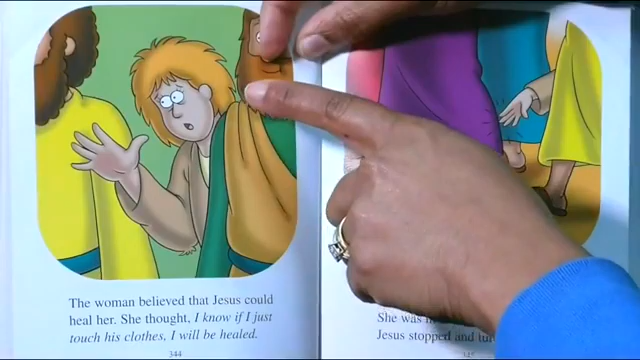 The woman believed that Jesus could
heal her. She thought, I know if I just
touch his clothes, I will be healed.
344
She was
Jesus stopped and